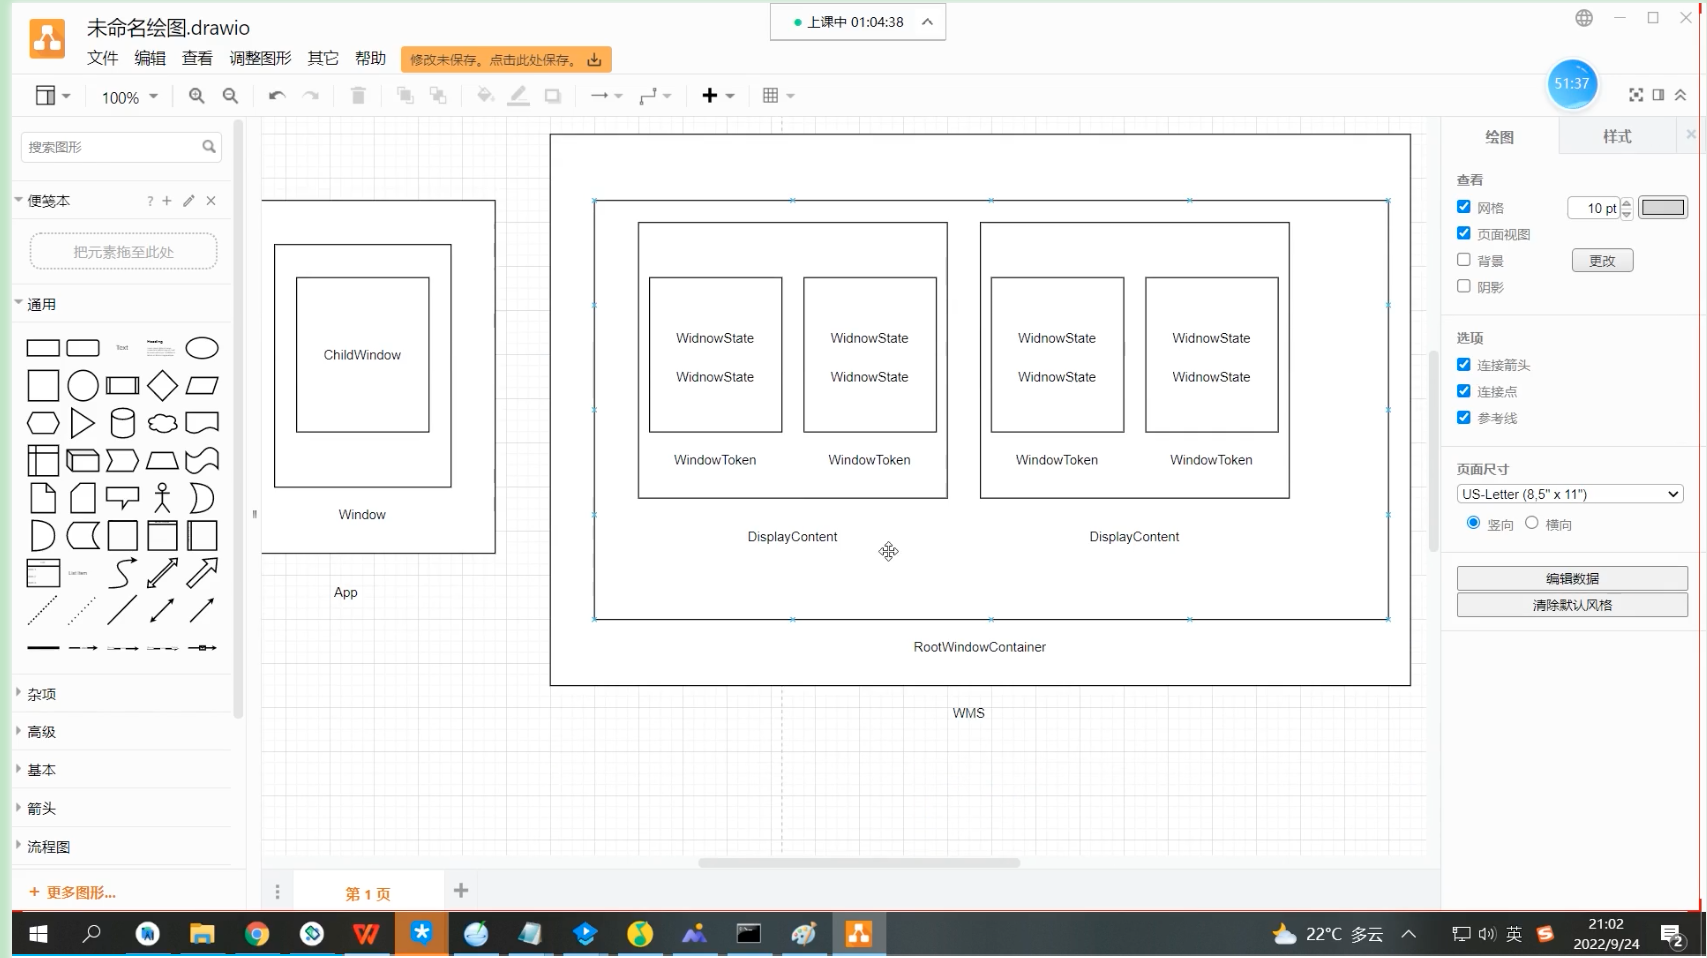 未命名绘图.drawio
上课中 01:04:38
文件 编辑 查看 调整图形 其它 帮助
修改未保存。点击此处保存。
100%
51:37
搜索图形
便笺本
?
把元素拖至此处
通用
Text
Heading
List Item
杂项
高级
基本
箭头
流程图
+ 更多图形...
ChildWindow
Window
App
WidnowState
WidnowState
WidnowState
WidnowState
WidnowState
WidnowState
WidnowState
WidnowState
WindowToken
WindowToken
WindowToken
WindowToken
DisplayContent
DisplayContent
RootWindowContainer
WMS
第 1 页
绘图
样式
查看
网格
10 pt
页面视图
背景
更改
阴影
选项
连接箭头
连接点
参考线
页面尺寸
US-Letter (8,5" x 11")
竖向
横向
编辑数据
清除默认风格
22°C 多云
英
21:02
2022/9/24
2